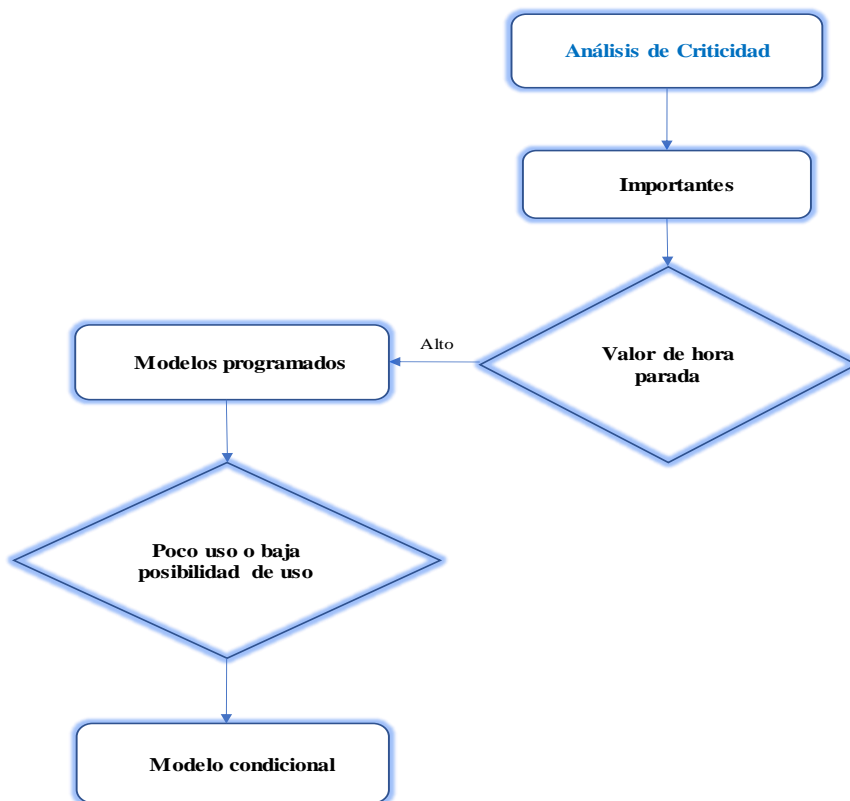 Análisis de Criticidad
Importantes
Valor de hora
parada
Alto
Modelos programados
Poco uso o baja
posibilidad de uso
Modelo condicional